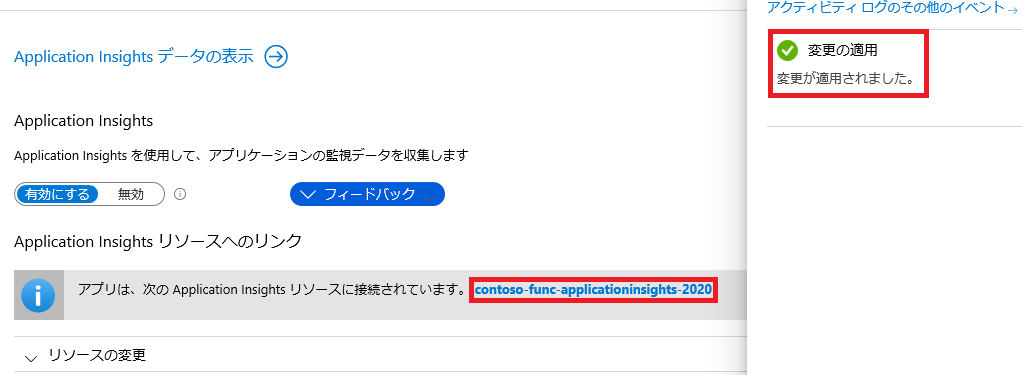 アクティビティ ログのその他のイベント →
Application Insights データの表示
変更の適用
変更が適用されました。
Application Insights
Application Insights を使用して、アプリケーションの監視データを収集します
有効にする 無効
フィードバック
Application Insights リソースへのリンク
アプリは、次の Application Insights リソースに接続されています。 contoso-func-applicationinsights-2020
リソースの変更